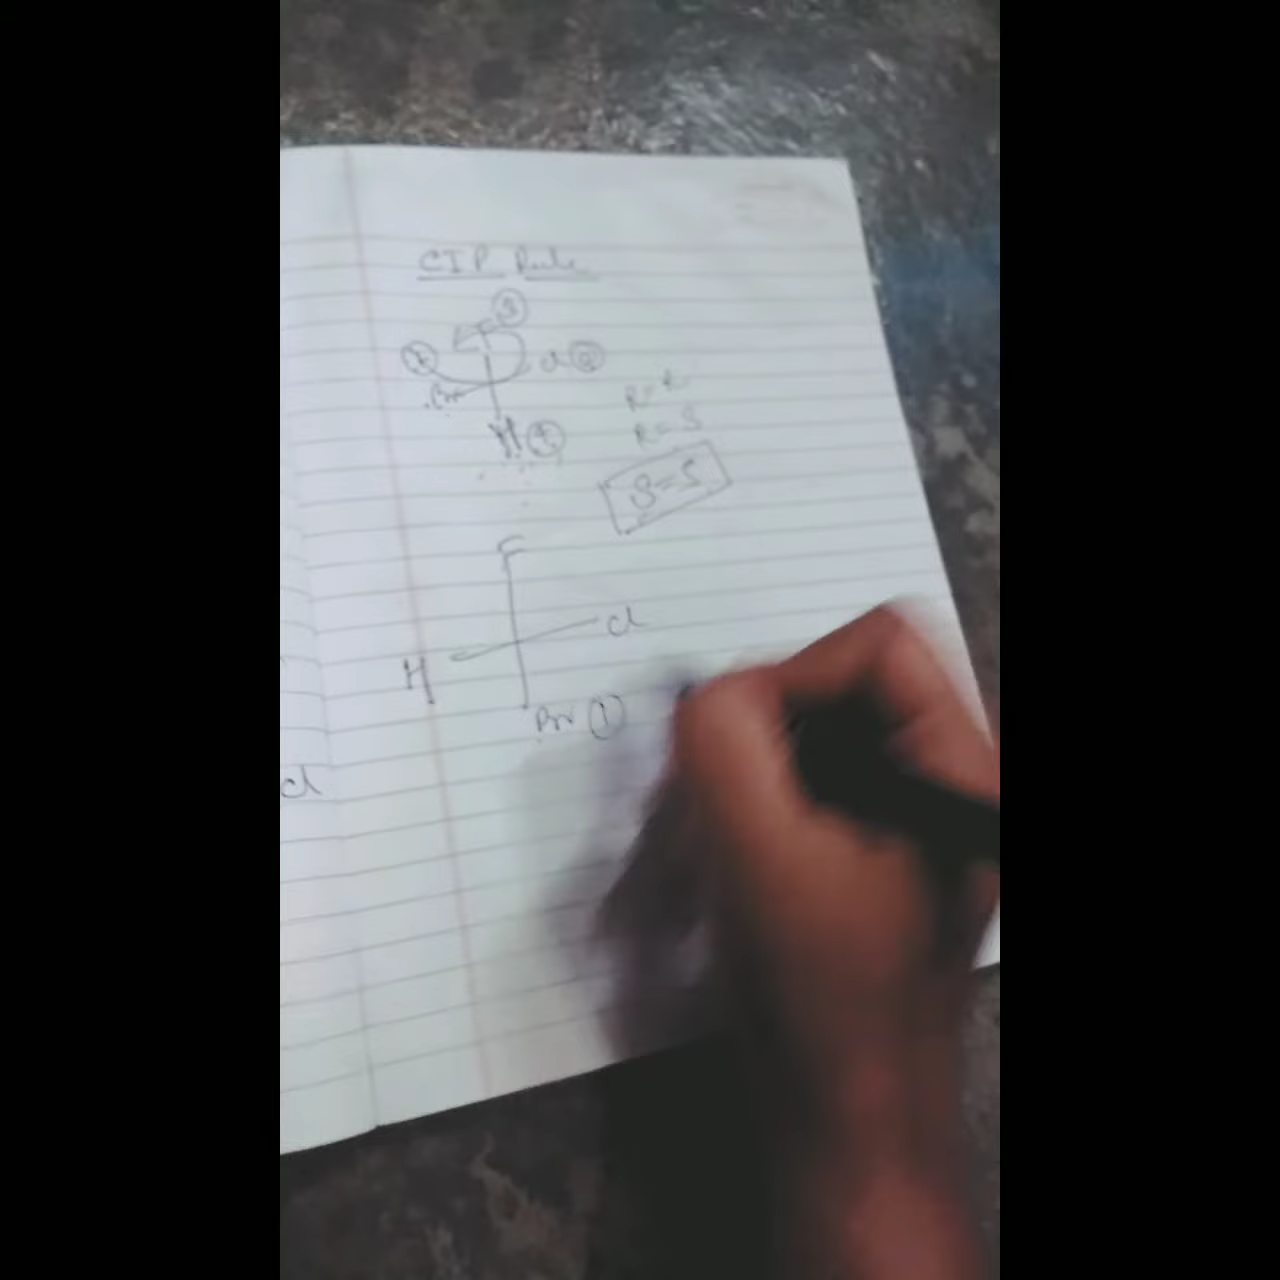 CIP Rule
③
① F
Cl ②
Br
H ④
R=R
R=S
S=S
F
Cl
H
Br ①
Cl